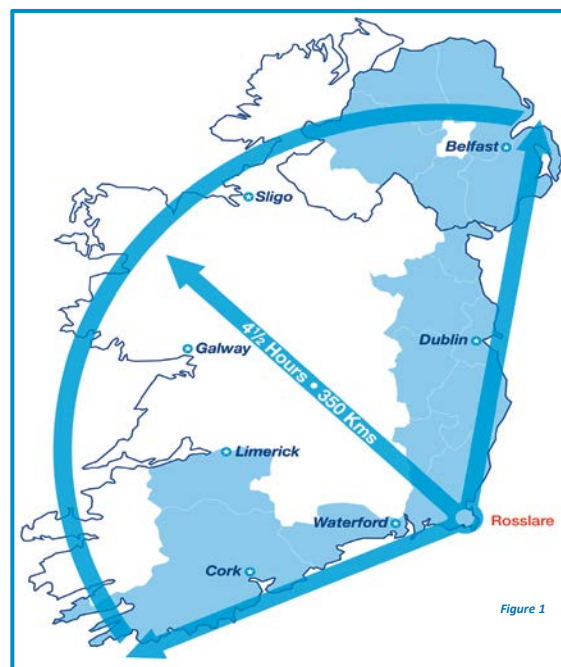 Belfast
Sligo
Dublin
Galway
4½ Hours • 350 Kms
Limerick
Waterford
Rosslare
Cork
Figure 1